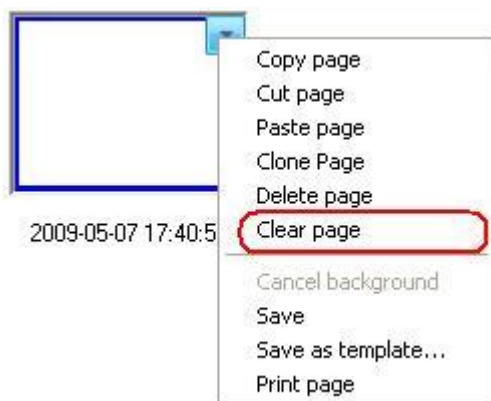 Copy page
Cut page
Paste page
Clone Page
Delete page
Clear page
2009-05-07 17:40:5
Cancel background
Save
Save as template...
Print page